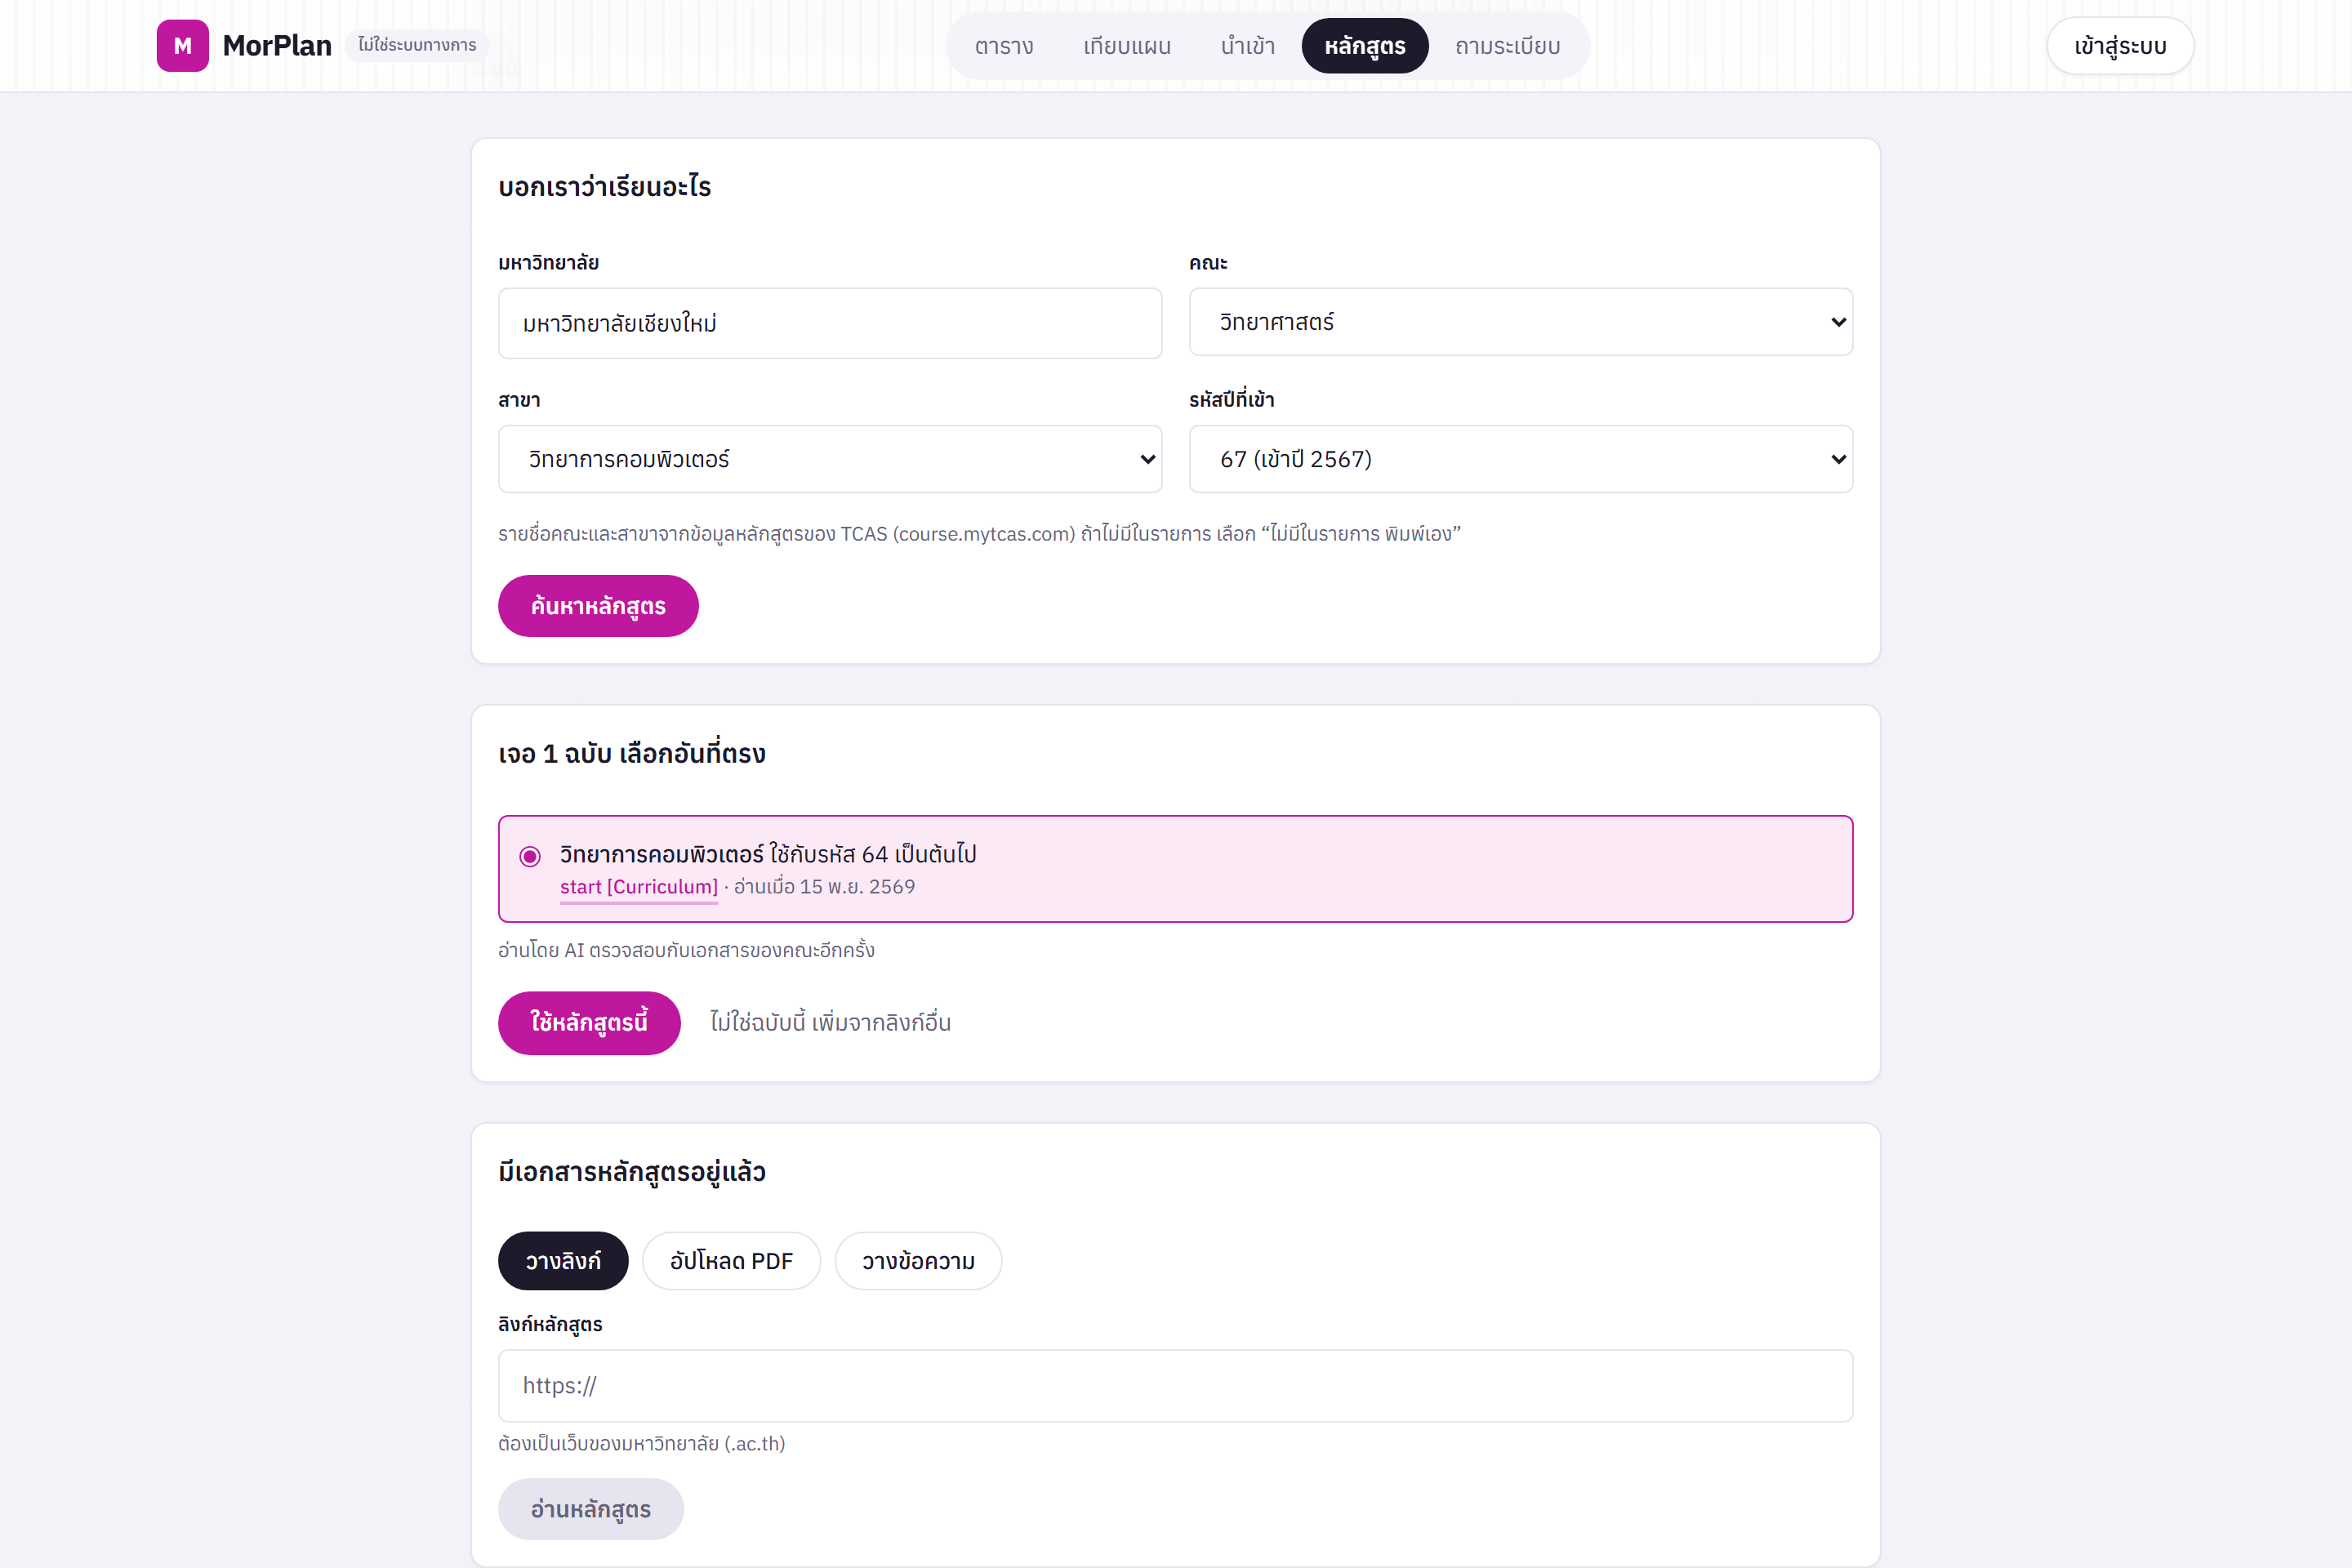 M MorPlan ไม่ใช่ระบบทางการ ตาราง เทียบแผน นำเข้า หลักสูตร ถามระเบียบ เข้าสู่ระบบ
บอกเราว่าเรียนอะไร
มหาวิทยาลัย คณะ
มหาวิทยาลัยเชียงใหม่ วิทยาศาสตร์
สาขา รหัสปีที่เข้า
วิทยาการคอมพิวเตอร์ 67 (เข้าปี 2567)
รายชื่อคณะและสาขาจากข้อมูลหลักสูตรของ TCAS (course.mytcas.com) ถ้าไม่มีในรายการ เลือก “ไม่มีในรายการ พิมพ์เอง”
ค้นหาหลักสูตร
เจอ 1 ฉบับ เลือกอันที่ตรง
วิทยาการคอมพิวเตอร์ ใช้กับรหัส 64 เป็นต้นไป
start [Curriculum] · อ่านเมื่อ 15 พ.ย. 2569
อ่านโดย AI ตรวจสอบกับเอกสารของคณะอีกครั้ง
ใช้หลักสูตรนี้ ไม่ใช่ฉบับนี้ เพิ่มจากลิงก์อื่น
มีเอกสารหลักสูตรอยู่แล้ว
วางลิงก์ อัปโหลด PDF วางข้อความ
ลิงก์หลักสูตร
https://
ต้องเป็นเว็บของมหาวิทยาลัย (.ac.th)
อ่านหลักสูตร